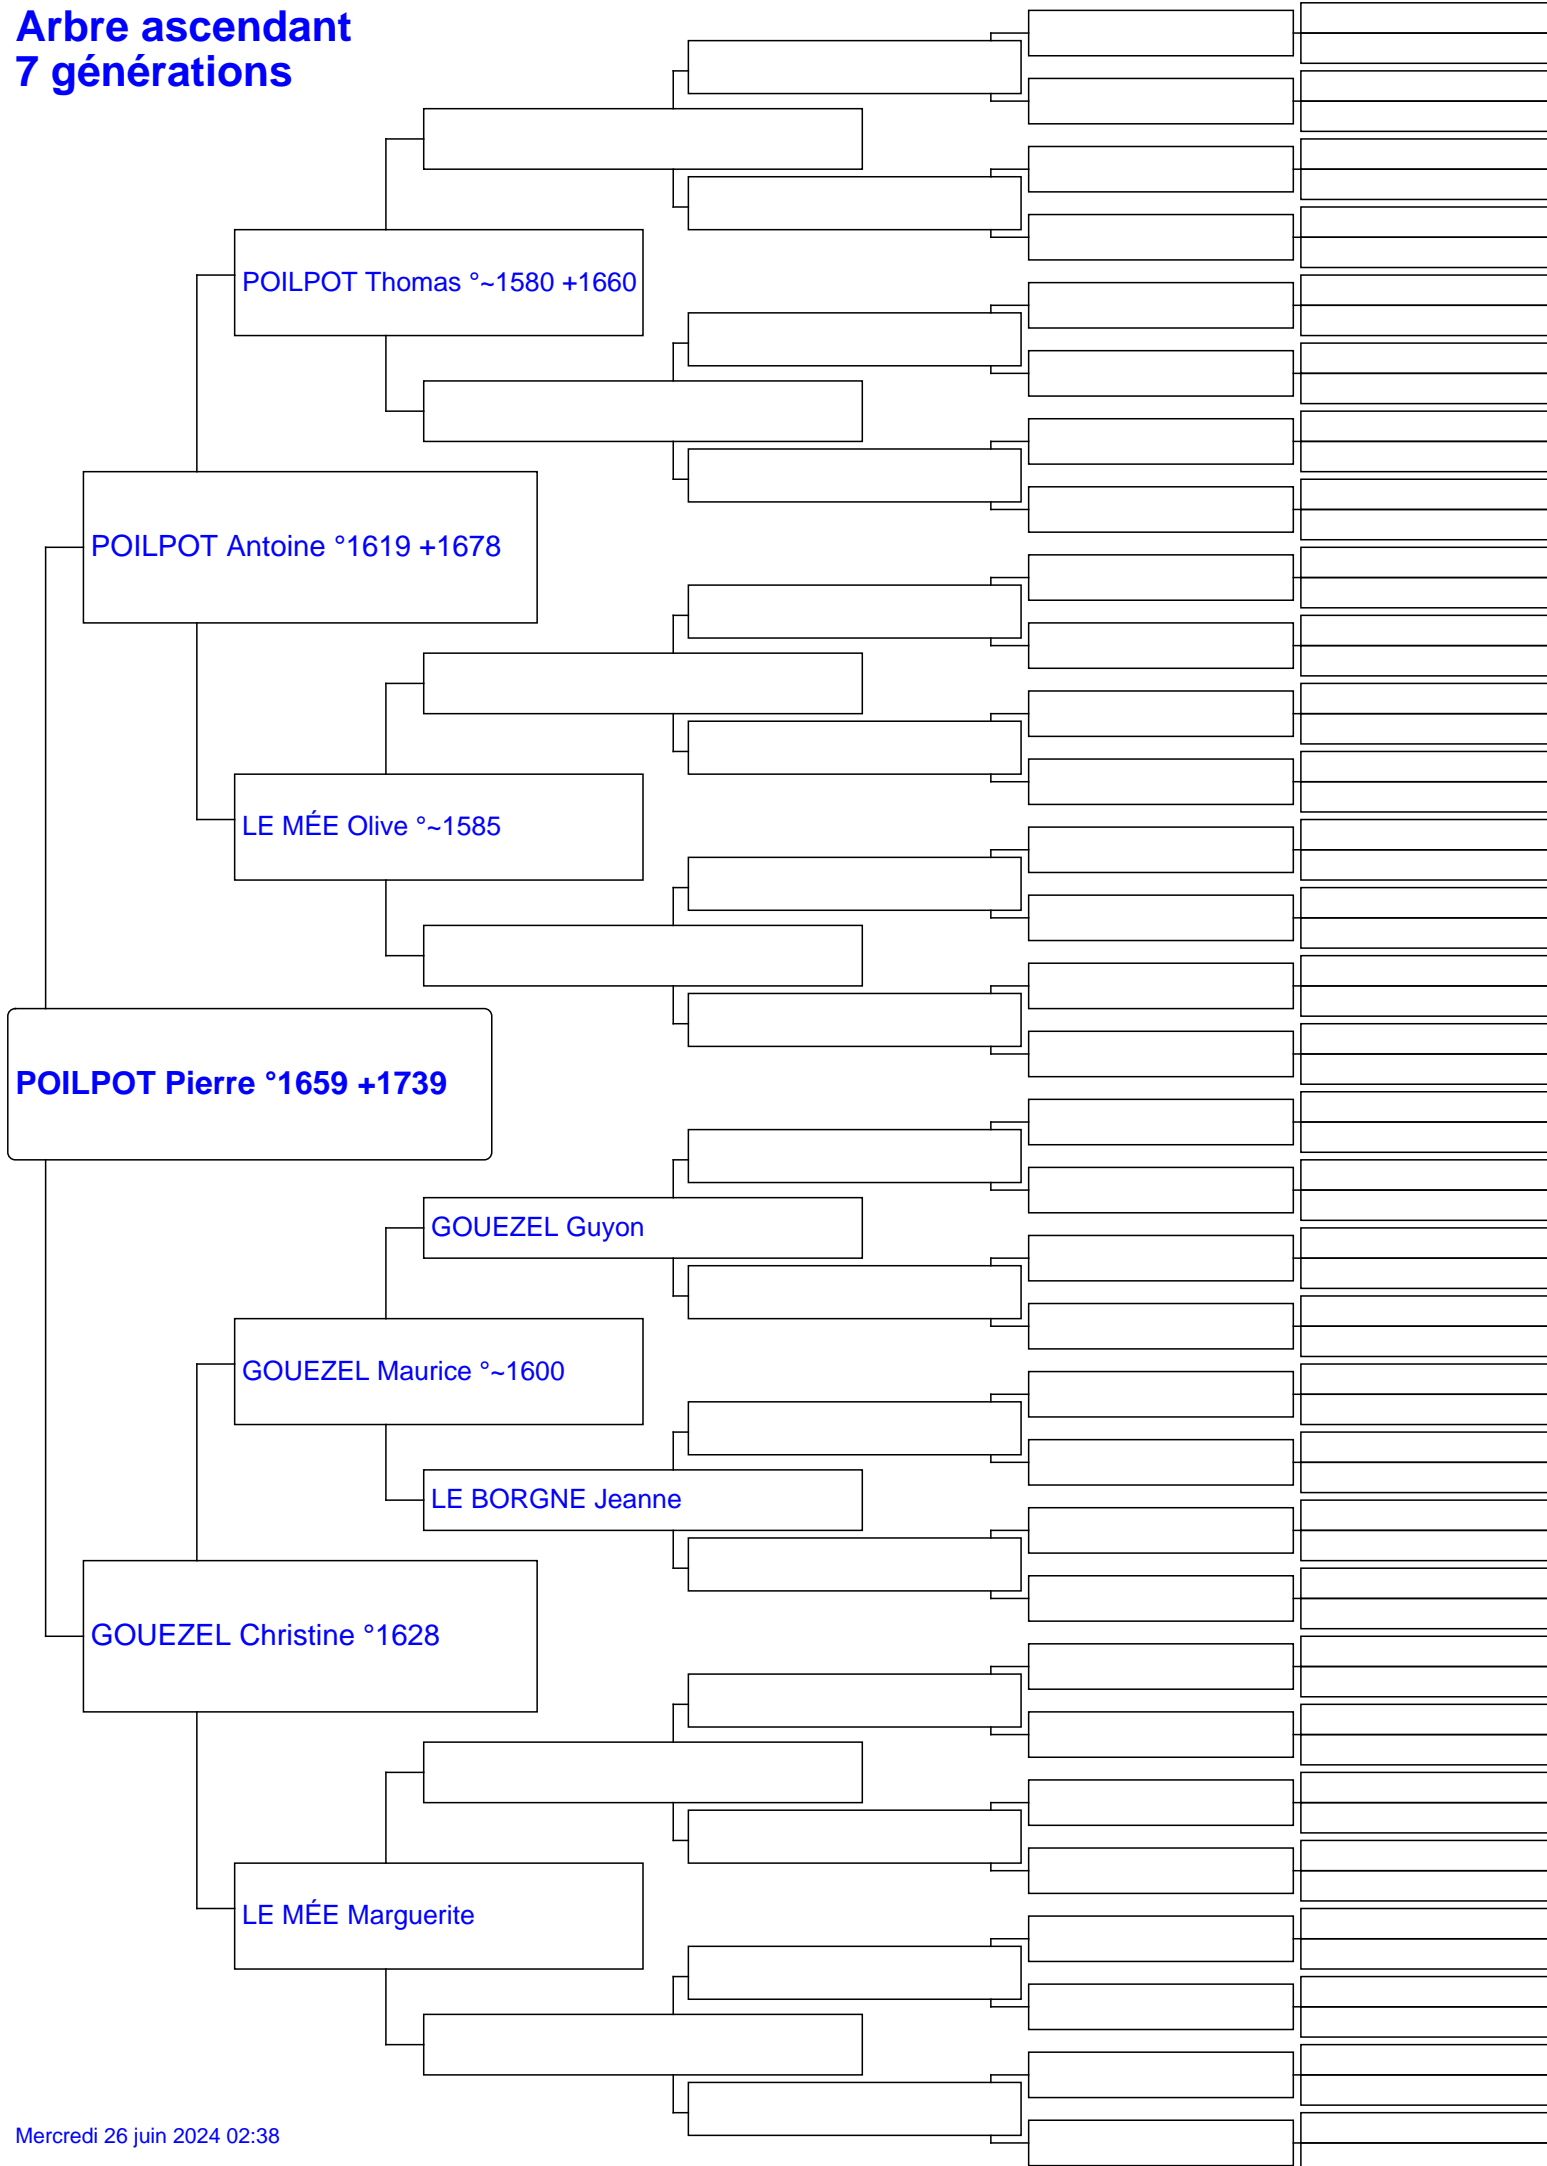 Arbre ascendant
7 générations
POILPOT Thomas °~1580 +1660
POILPOT Antoine °1619 +1678
LE MÉE Olive °~1585
POILPOT Pierre °1659 +1739
GOUEZEL Guyon
GOUEZEL Maurice °~1600
LE BORGNE Jeanne
GOUEZEL Christine °1628
LE MÉE Marguerite
Mercredi 26 juin 2024 02:38